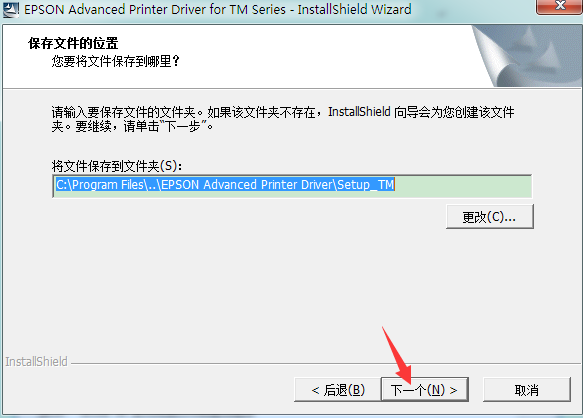 EPSON Advanced Printer Driver for TM Series - InstallShield Wizard
保存文件的位置
您要将文件保存到哪里？
请输入要保存文件的文件夹。如果该文件夹不存在，InstallShield 向导会为您创建该文件
夹。要继续，请单击“下一步”。
将文件保存到文件夹(S):
C:\Program Files\..\EPSON Advanced Printer Driver\Setup_TM
更改(C)...
InstallShield
< 后退(B)
下一个(N) >
取消